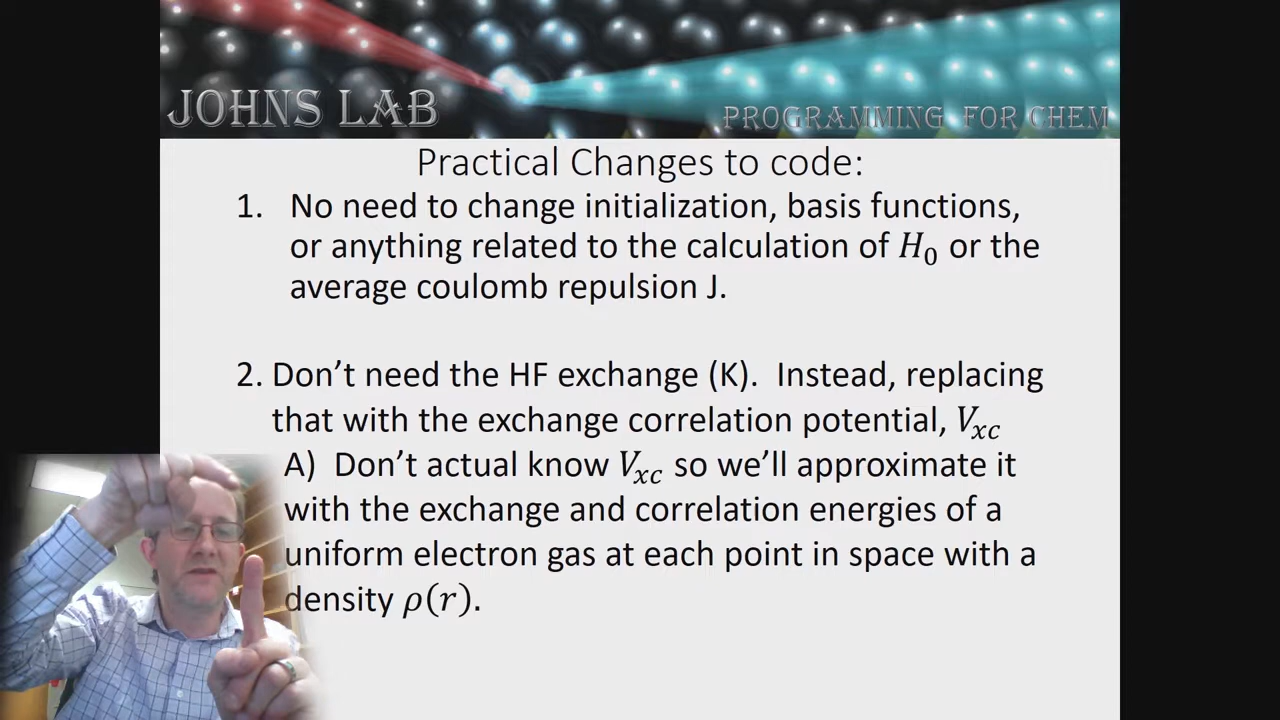 JOHNS LAB
PROGRAMMING FOR CHEM
Practical Changes to code:
1. No need to change initialization, basis functions,
or anything related to the calculation of H₀ or the
average coulomb repulsion J.
2. Don’t need the HF exchange (K). Instead, replacing
that with the exchange correlation potential, Vₓc
A) Don’t actual know Vₓc so we’ll approximate it
with the exchange and correlation energies of a
uniform electron gas at each point in space with a
density ρ(r).